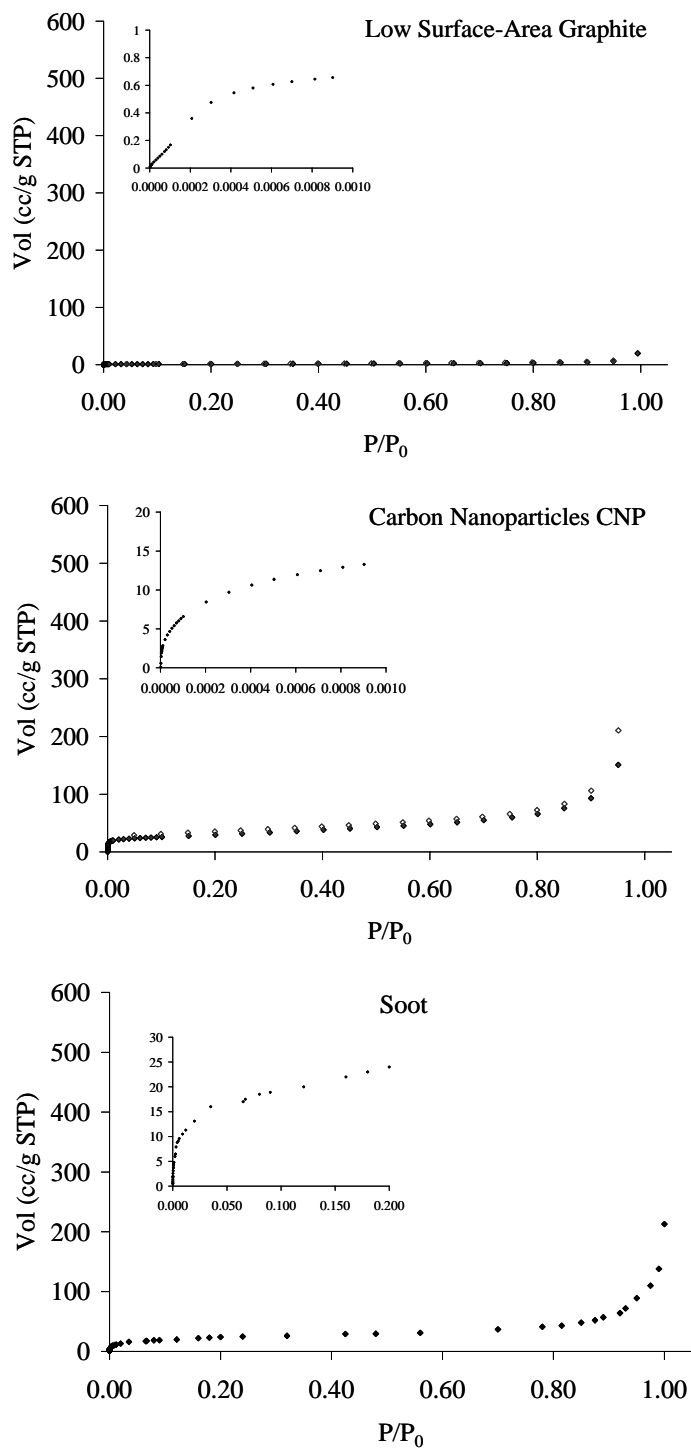 Low Surface-Area Graphite
600
500
400
300
200
100
0
Vol (cc/g STP)
1
0.8
0.6
0.4
0.2
0
0.0000 0.0002 0.0004 0.0006 0.0008 0.0010
0.00 0.20 0.40 0.60 0.80 1.00
P/P0
Carbon Nanoparticles CNP
600
500
400
300
200
100
0
Vol (cc/g STP)
20
15
10
5
0
0.0000 0.0002 0.0004 0.0006 0.0008 0.0010
0.00 0.20 0.40 0.60 0.80 1.00
P/P0
Soot
600
500
400
300
200
100
0
Vol (cc/g STP)
30
25
20
15
10
5
0
0.000 0.050 0.100 0.150 0.200
0.00 0.20 0.40 0.60 0.80 1.00
P/P0